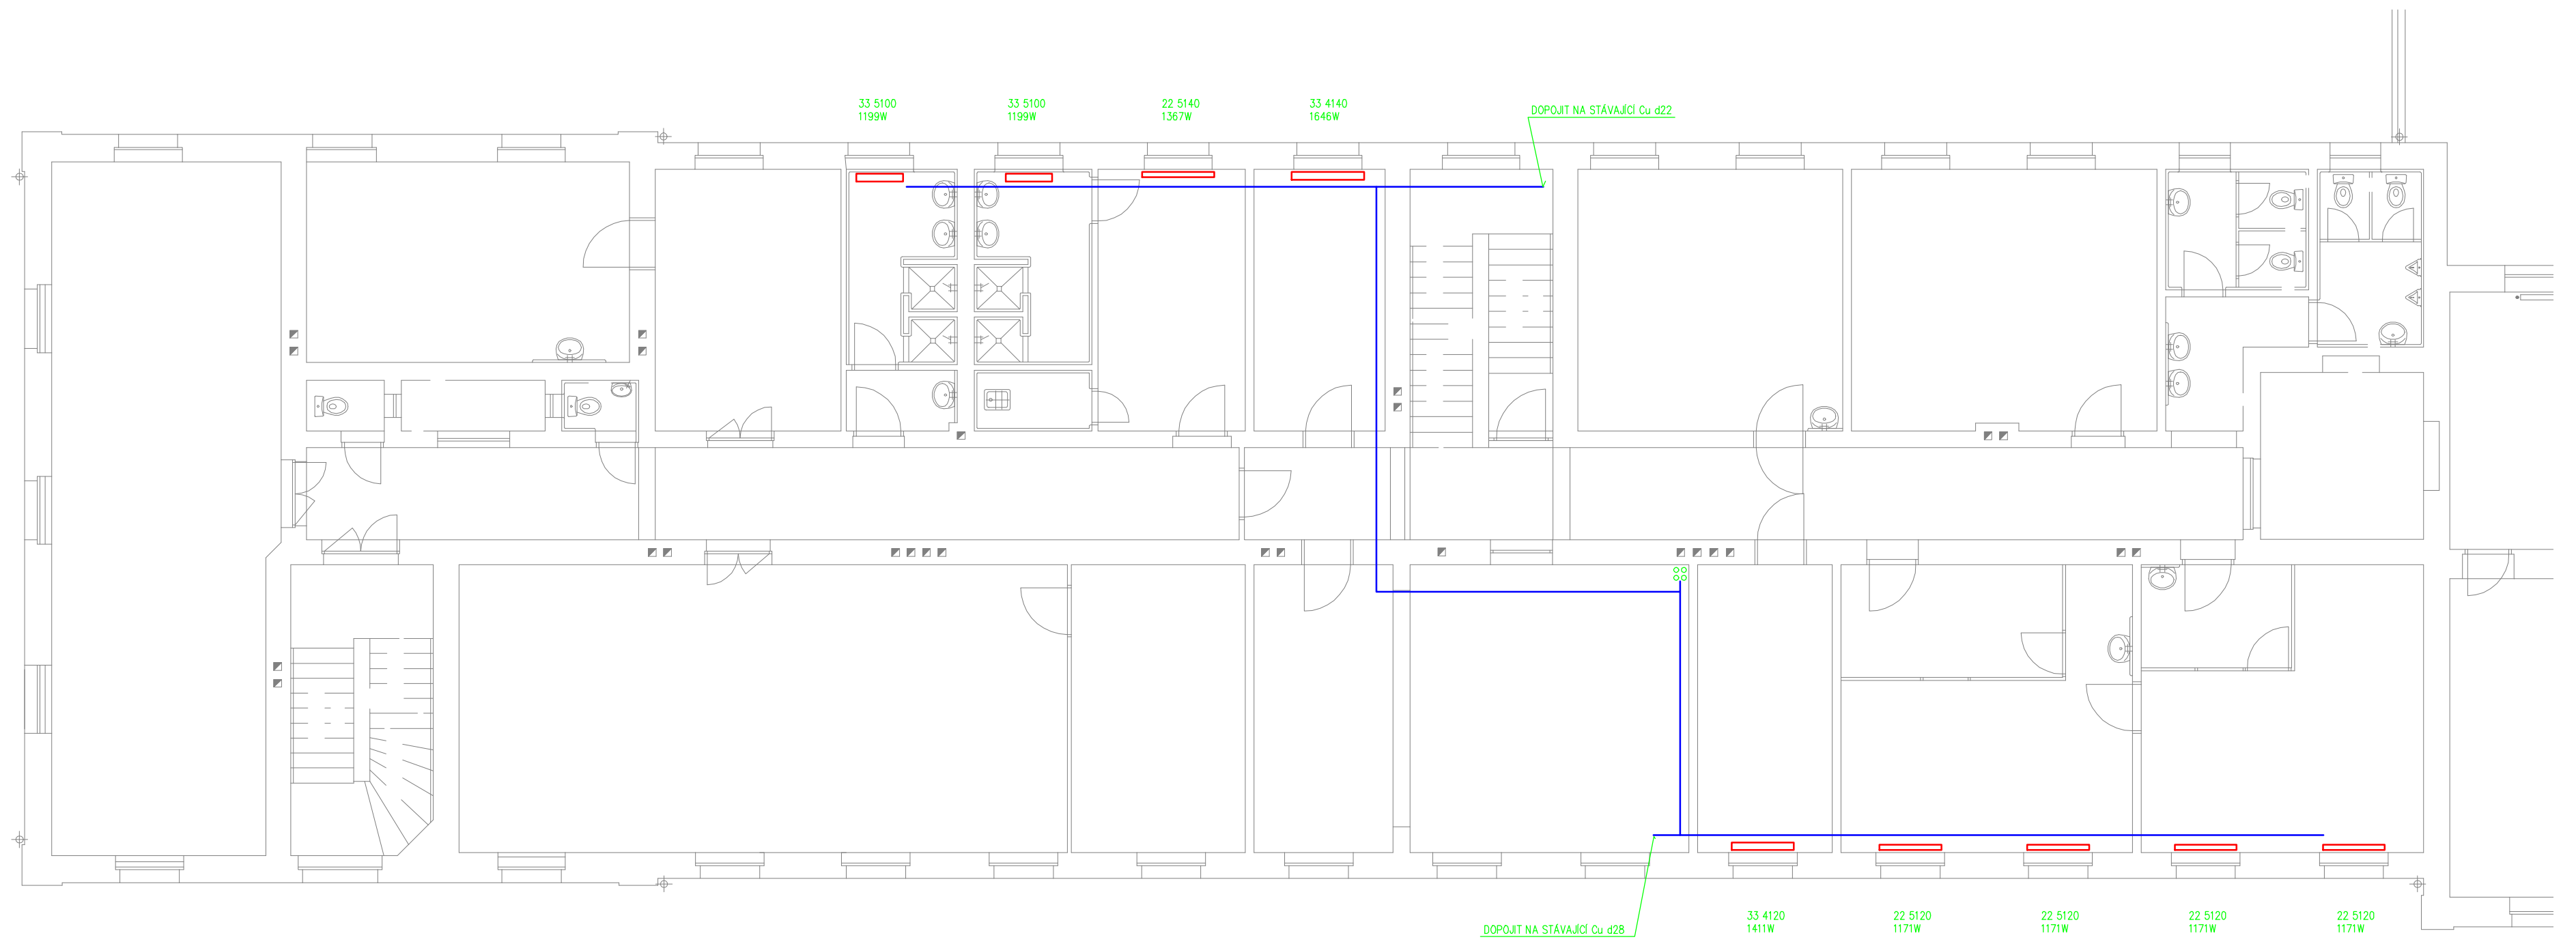 33 5100
1199W
33 5100
1199W
22 5140
1367W
33 4140
1646W
DOPOJIT NA STÁVAJÍCÍ Cu d22
DOPOJIT NA STÁVAJÍCÍ Cu d28
33 4120
1411W
22 5120
1171W
22 5120
1171W
22 5120
1171W
22 5120
1171W